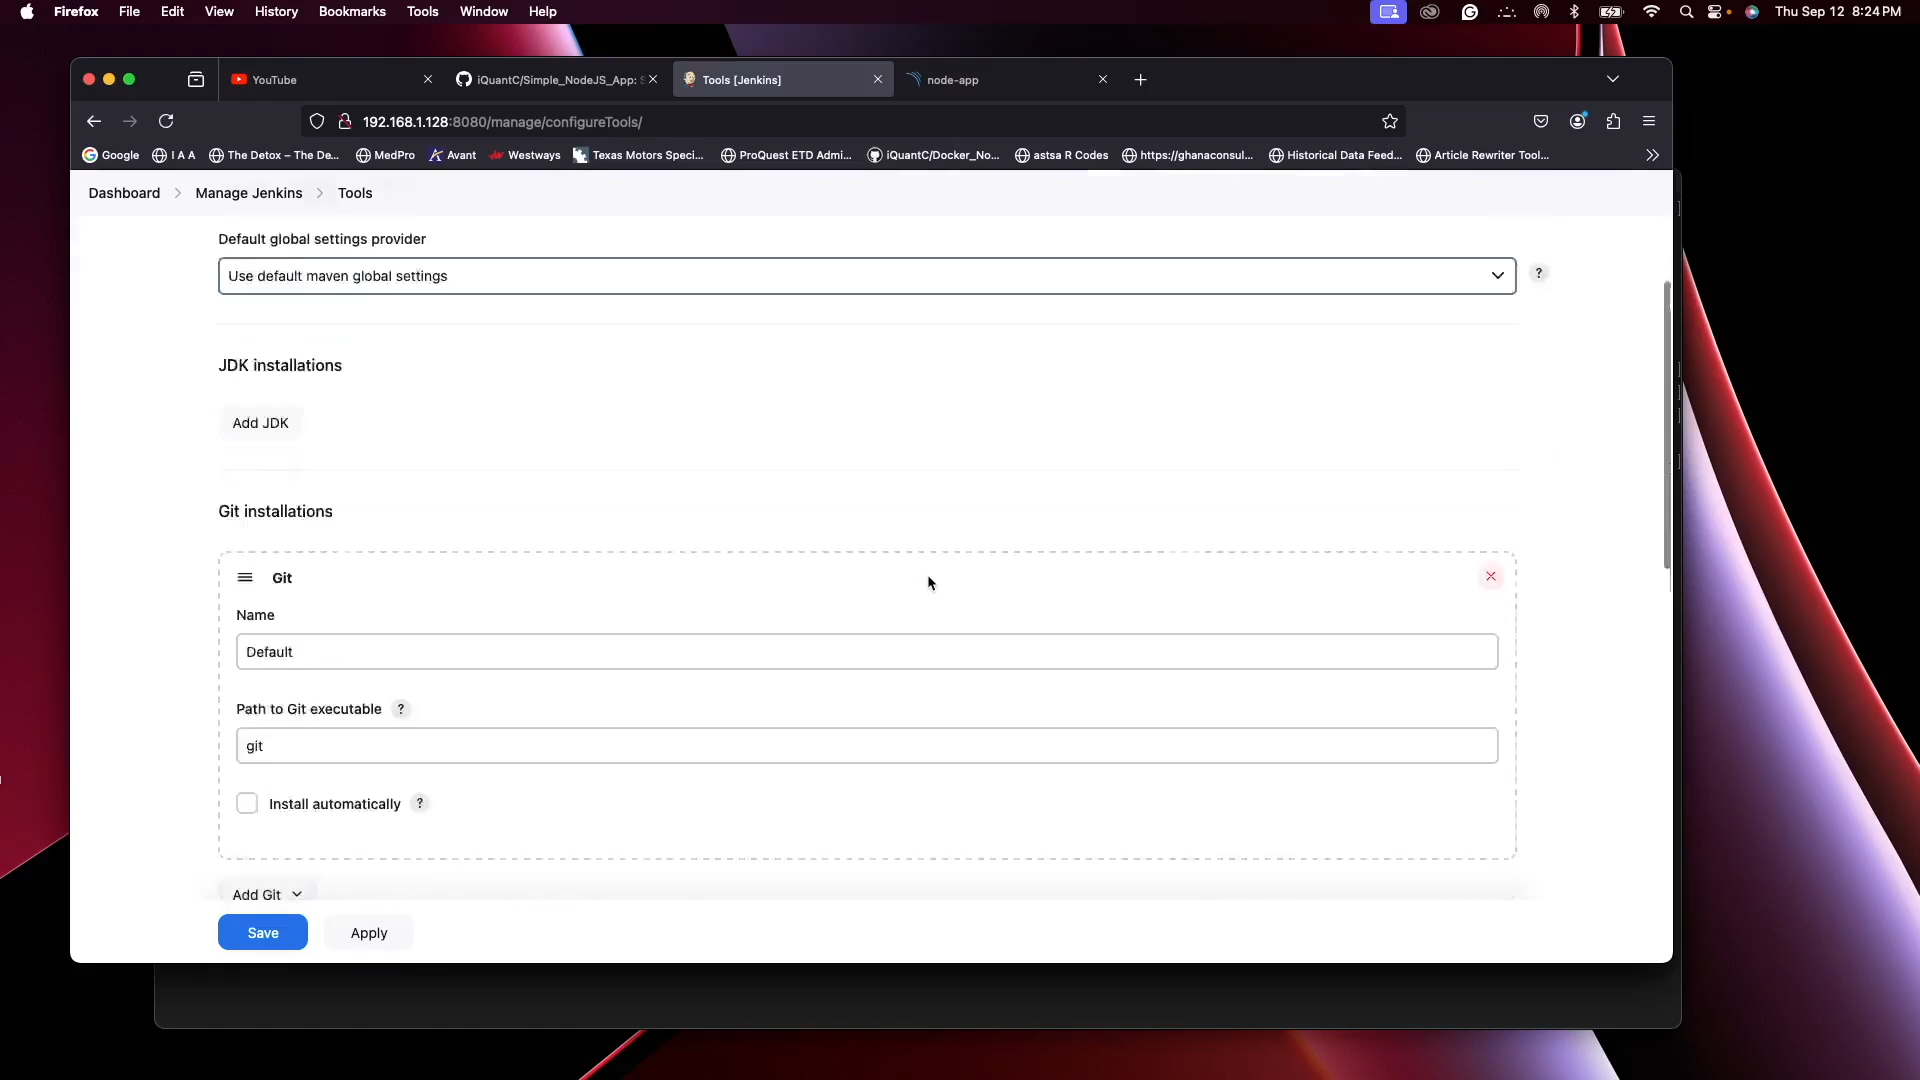 Firefox File Edit View History Bookmarks Tools Window Help Thu Sep 12 8:24 PM
YouTube iQuantC/Simple_NodeJS_App: S Tools [Jenkins] node-app
192.168.1.128:8080/manage/configureTools/
Google I A A The Detox – The De... MedPro Avant Westways Texas Motors Speci... ProQuest ETD Admi... iQuantC/Docker_No... astsa R Codes https://ghanaconsul... Historical Data Feed... Article Rewriter Tool...
Dashboard Manage Jenkins Tools
Default global settings provider
Use default maven global settings
?
JDK installations
Add JDK
Git installations
Git
Name
Default
Path to Git executable ?
git
Install automatically ?
Add Git
Save Apply